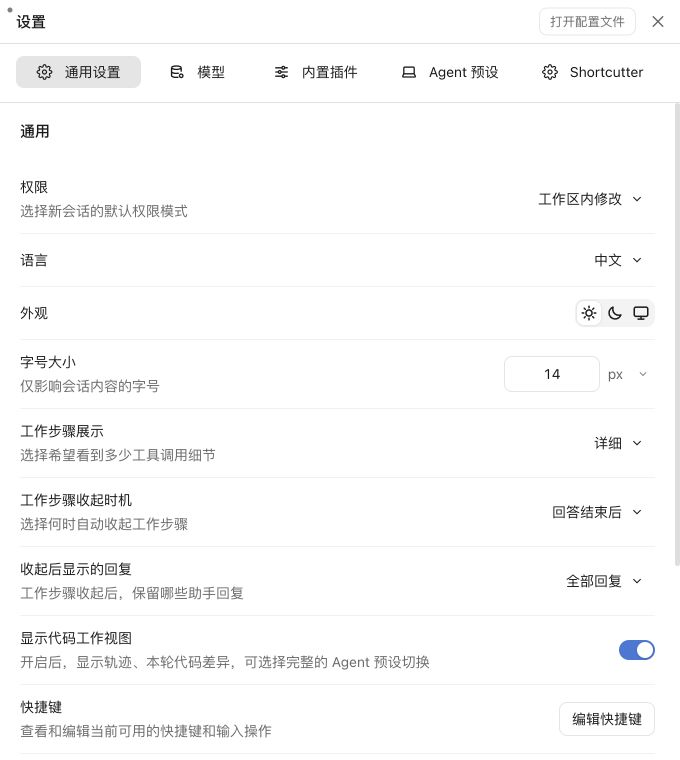 设置
打开配置文件
通用设置
模型
内置插件
Agent 预设
Shortcutter
通用
权限
选择新会话的默认权限模式
工作区内修改
语言
中文
外观
字号大小
仅影响会话内容的字号
14
px
工作步骤展示
选择希望看到多少工具调用细节
详细
工作步骤收起时机
选择何时自动收起工作步骤
回答结束后
收起后显示的回复
工作步骤收起后，保留哪些助手回复
全部回复
显示代码工作视图
开启后，显示轨迹、本轮代码差异，可选择完整的 Agent 预设切换
快捷键
查看和编辑当前可用的快捷键和输入操作
编辑快捷键